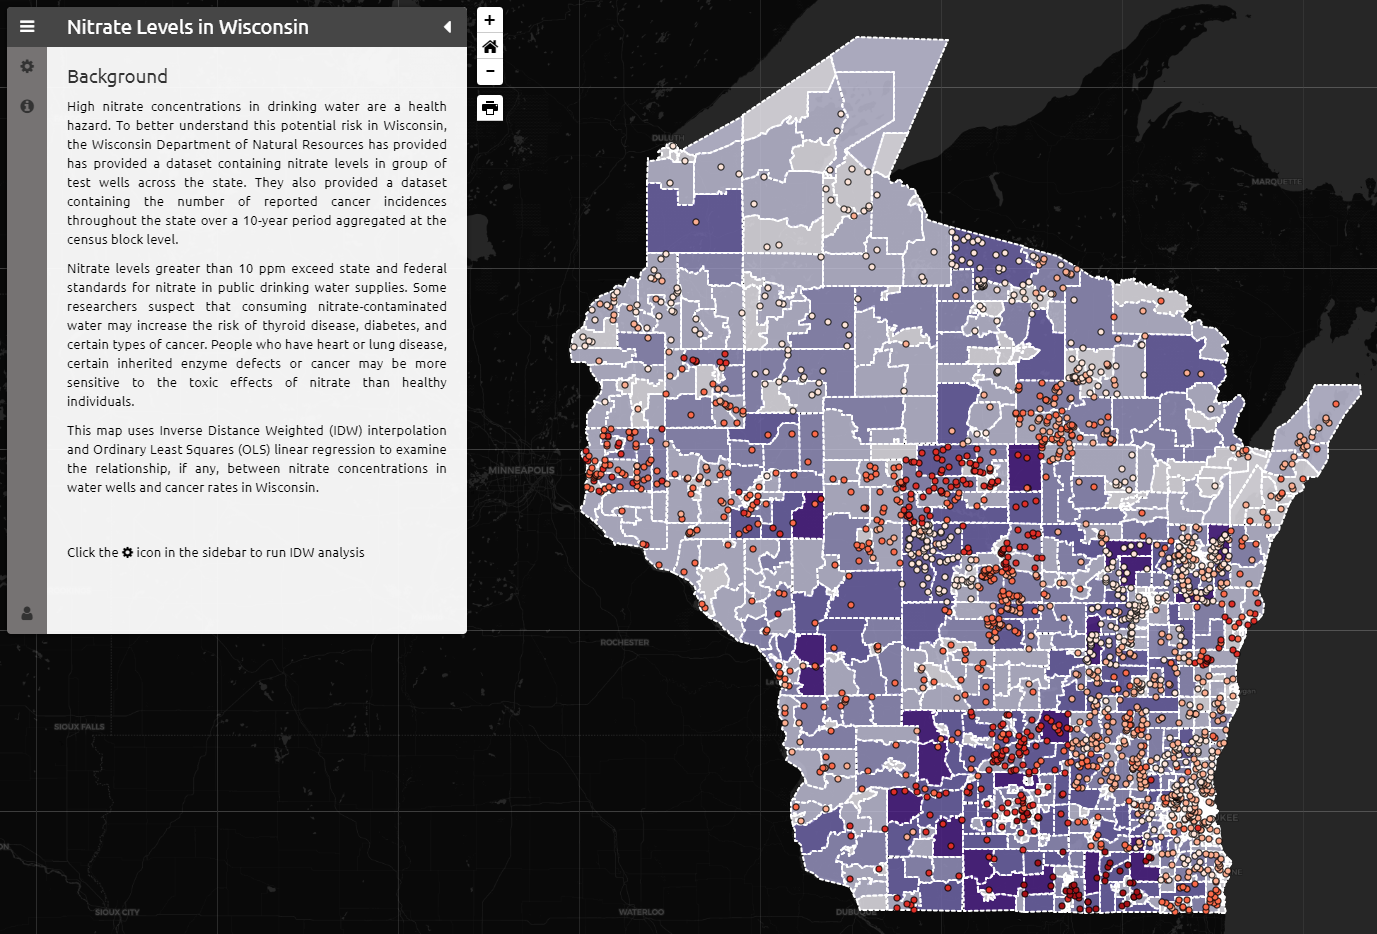 Nitrate Levels in Wisconsin
Background
High nitrate concentrations in drinking water are a health
hazard. To better understand this potential risk in Wisconsin,
the Wisconsin Department of Natural Resources has provided
has provided a dataset containing nitrate levels in group of
test wells across the state. They also provided a dataset
containing the number of reported cancer incidences
throughout the state over a 10-year period aggregated at the
census block level.
Nitrate levels greater than 10 ppm exceed state and federal
standards for nitrate in public drinking water supplies. Some
researchers suspect that consuming nitrate-contaminated
water may increase the risk of thyroid disease, diabetes, and
certain types of cancer. People who have heart or lung disease,
certain inherited enzyme defects or cancer may be more
sensitive to the toxic effects of nitrate than healthy
individuals.
This map uses Inverse Distance Weighted (IDW) interpolation
and Ordinary Least Squares (OLS) linear regression to examine
the relationship, if any, between nitrate concentrations in
water wells and cancer rates in Wisconsin.
Click the icon in the sidebar to run IDW analysis
+
−
DULUTH
MARQUETTE
MINNEAPOLIS
ROCHESTER
SIOUX FALLS
KEE
SIOUX CITY
WATERLOO
DUBUQUE